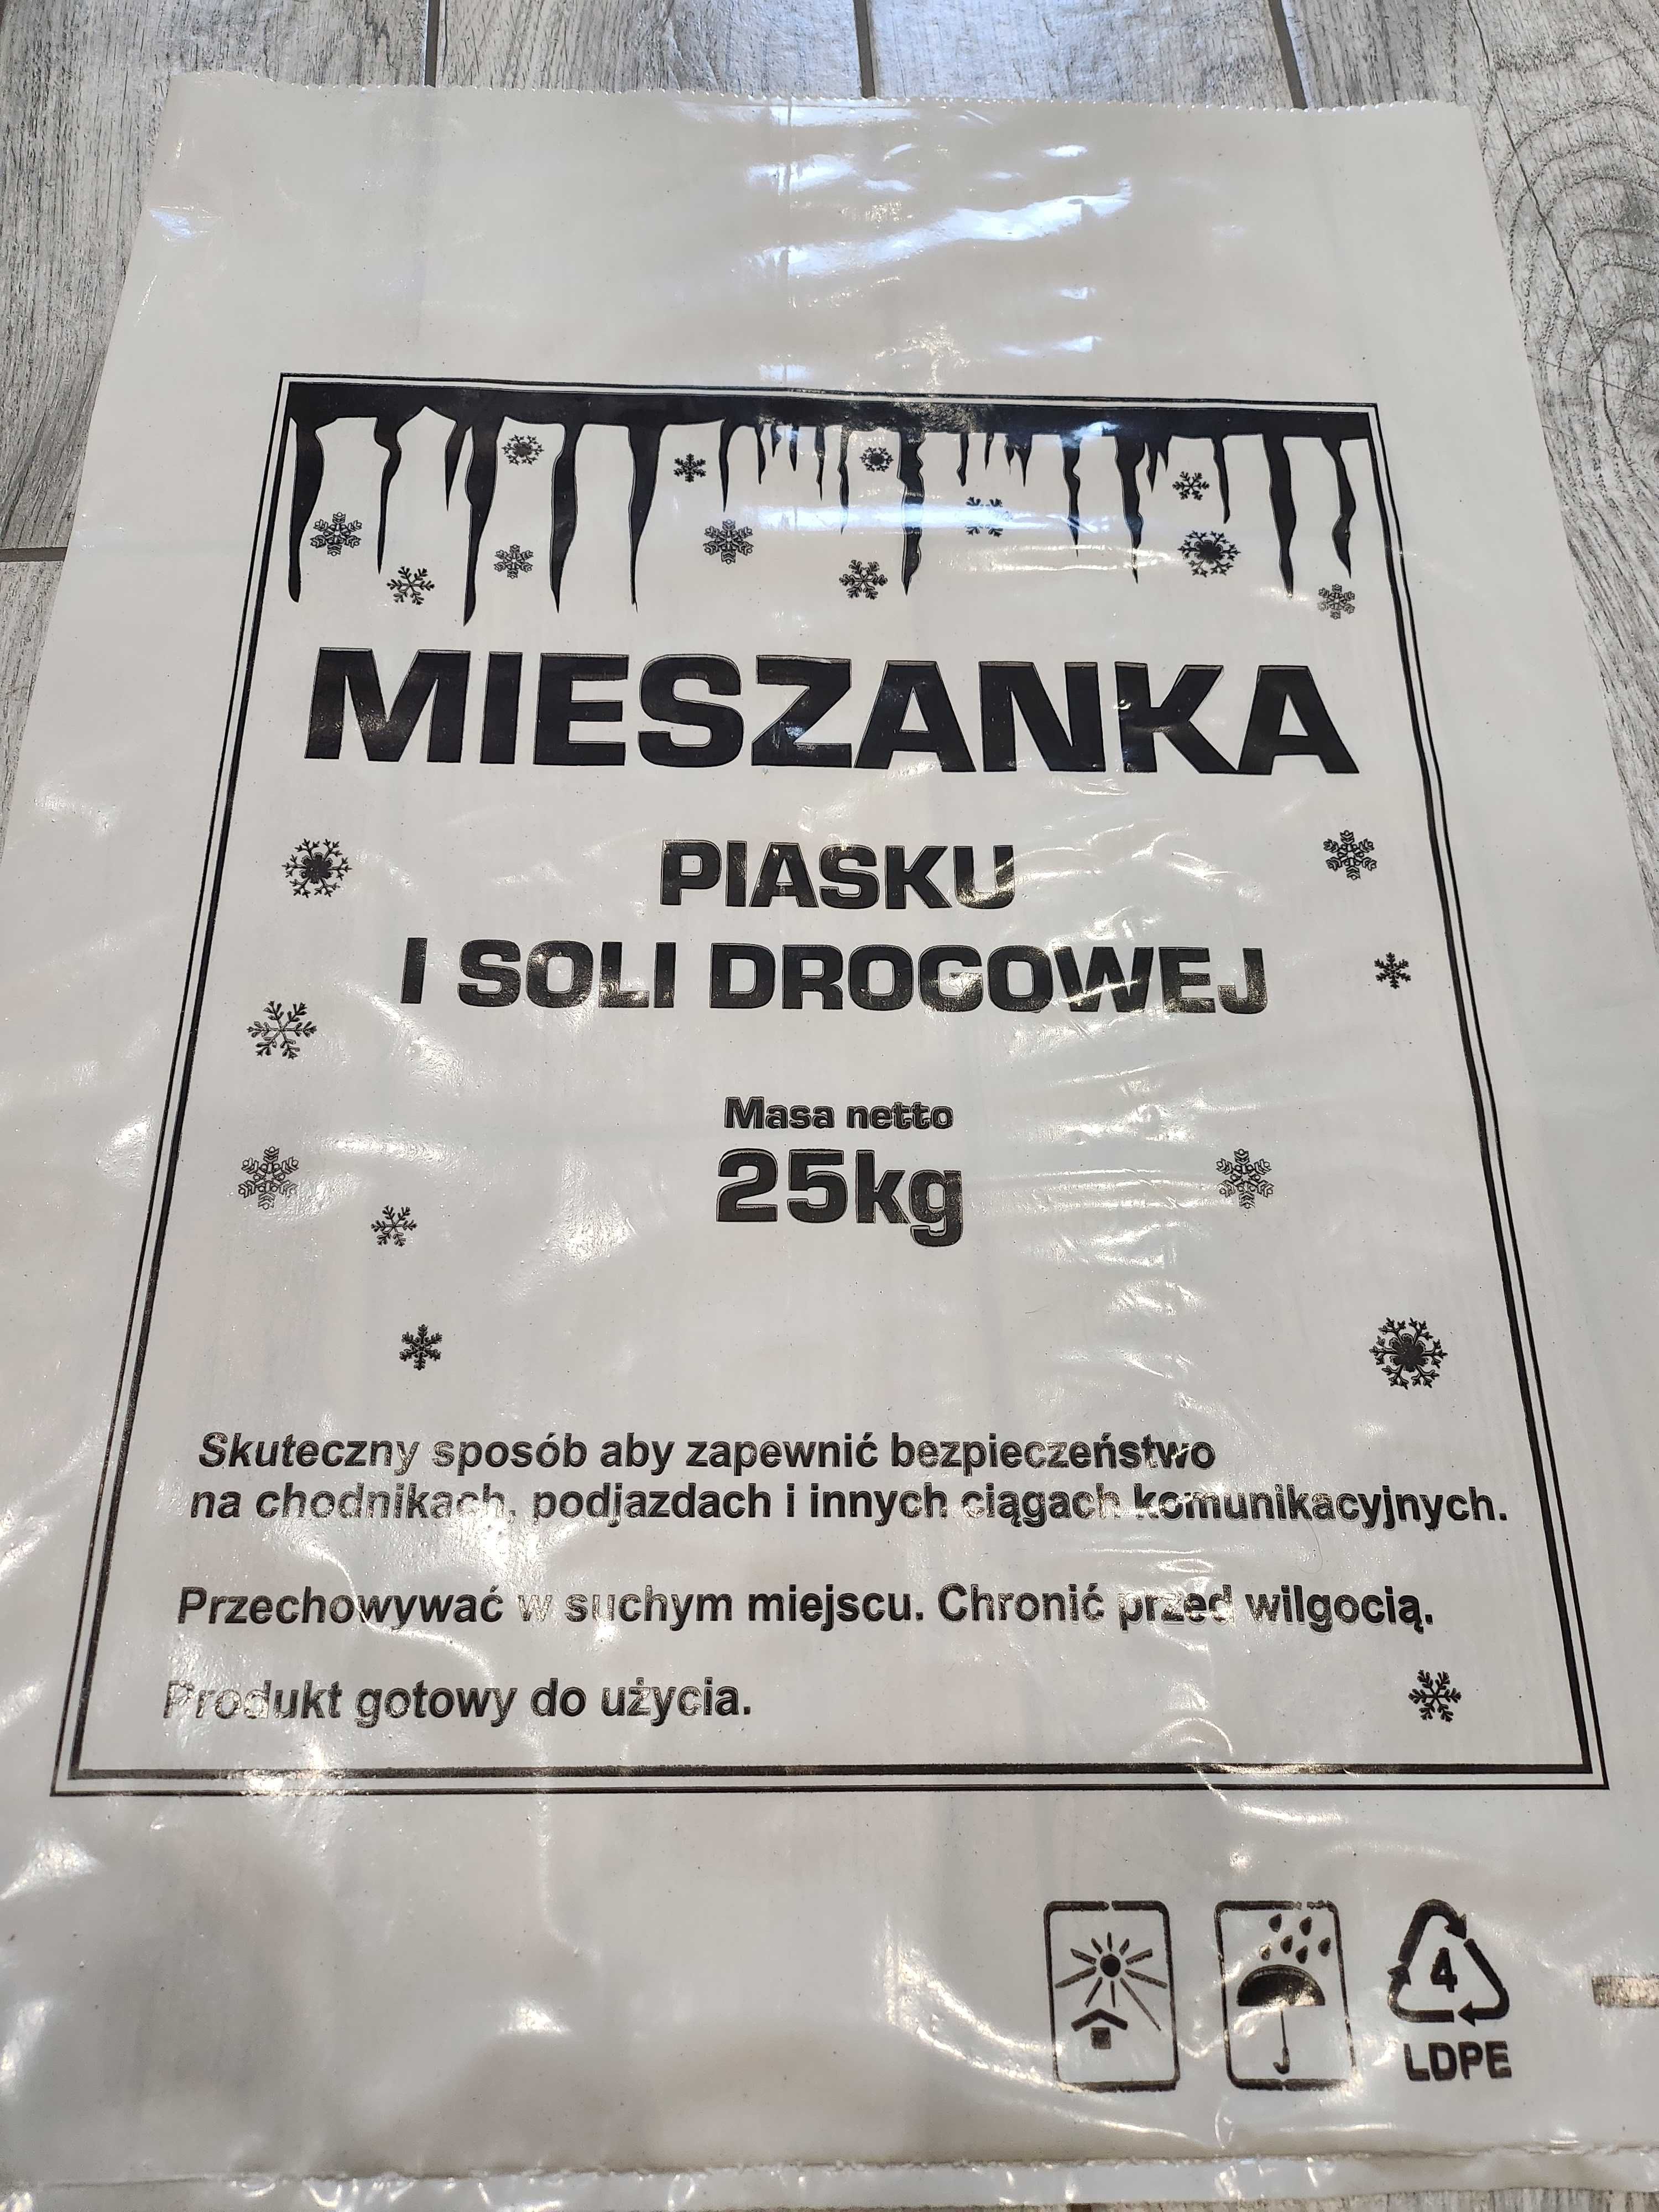 MIESZANKA
PIASKU
I SOLI DROGOWEJ
Masa netto
25kg
Skuteczny sposób aby zapewnić bezpieczeństwo
na chodnikach, podjazdach i innych ciągach komunikacyjnych.
Przechowywać w suchym miejscu. Chronić przed wilgocią.
Produkt gotowy do użycia.
4
LDPE